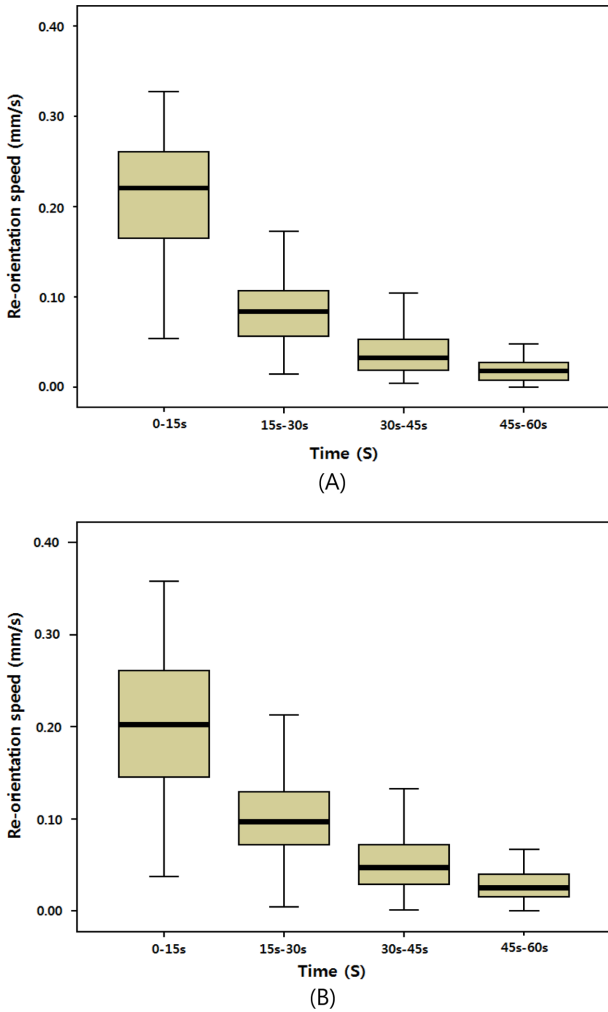 0.40
0.30
0.20
0.10
0.00
Re-orientation speed (mm/s)
0-15s 15s-30s 30s-45s 45s-60s
Time (S)
(A)
0.40
0.30
0.20
0.10
0.00
Re-orientation speed (mm/s)
0-15s 15s-30s 30s-45s 45s-60s
Time (S)
(B)